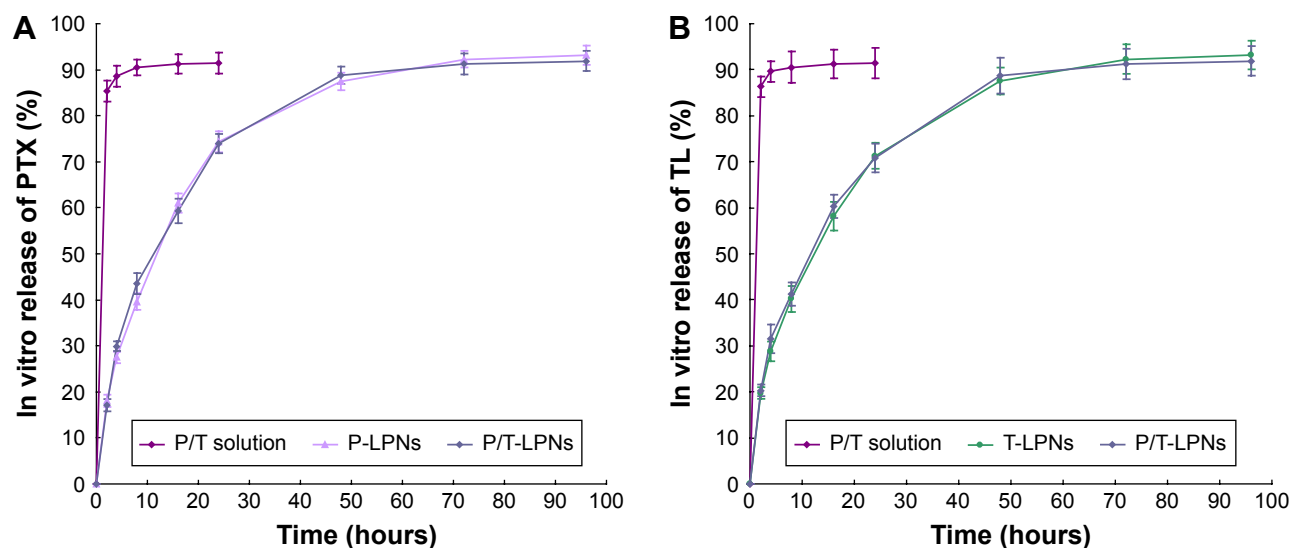 A
In vitro release of PTX (%)
100
90
80
70
60
50
40
30
20
10
0
P/T solution P-LPNs P/T-LPNs
0 10 20 30 40 50 60 70 80 90 100
Time (hours)
B
In vitro release of TL (%)
100
90
80
70
60
50
40
30
20
10
0
P/T solution T-LPNs P/T-LPNs
0 10 20 30 40 50 60 70 80 90 100
Time (hours)